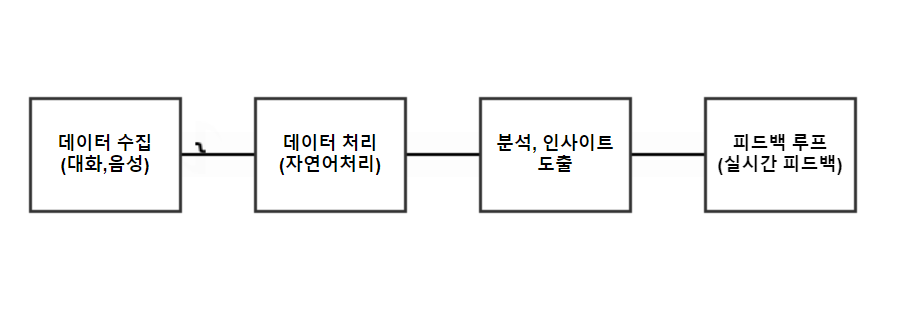 데이터 수집
(대화,음성)
데이터 처리
(자연어처리)
분석, 인사이트
도출
피드백 루프
(실시간 피드백)